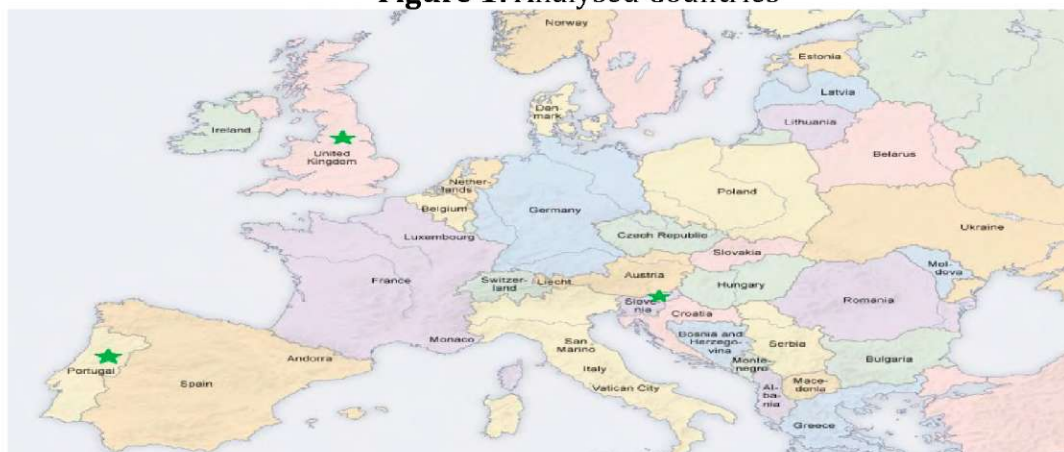 Figure 1. Analysed countries
Norway
Estonia
Latvia
Den-
mark
Lithuania
Ireland
United
Kingdom
Belarus
Nether-
lands
Poland
Belgium
Germany
Ukraine
Luxembourg
Czech Republic
Slovakia
Mol-
dova
France
Switzer-
land
Liecht.
Austria
Hungary
Slove-
nia
Romania
Croatia
Bosnia and
Herzego-
vina
Serbia
Monaco
San
Marino
Andorra
Monte-
negro
Bulgaria
Portugal
Italy
Spain
Vatican City
Al-
ba-
nia
Mace-
donia
Greece